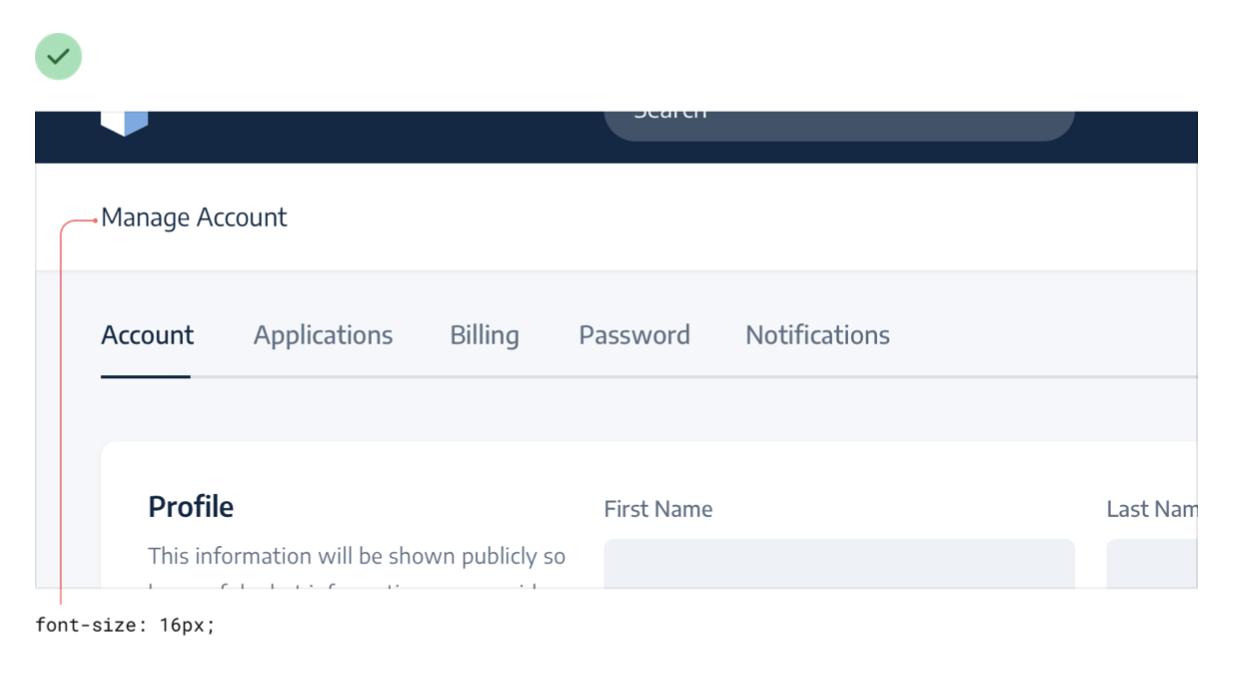 Search
Manage Account
Account Applications Billing Password Notifications
Profile
First Name
Last Nam
This information will be shown publicly so
font-size: 16px;